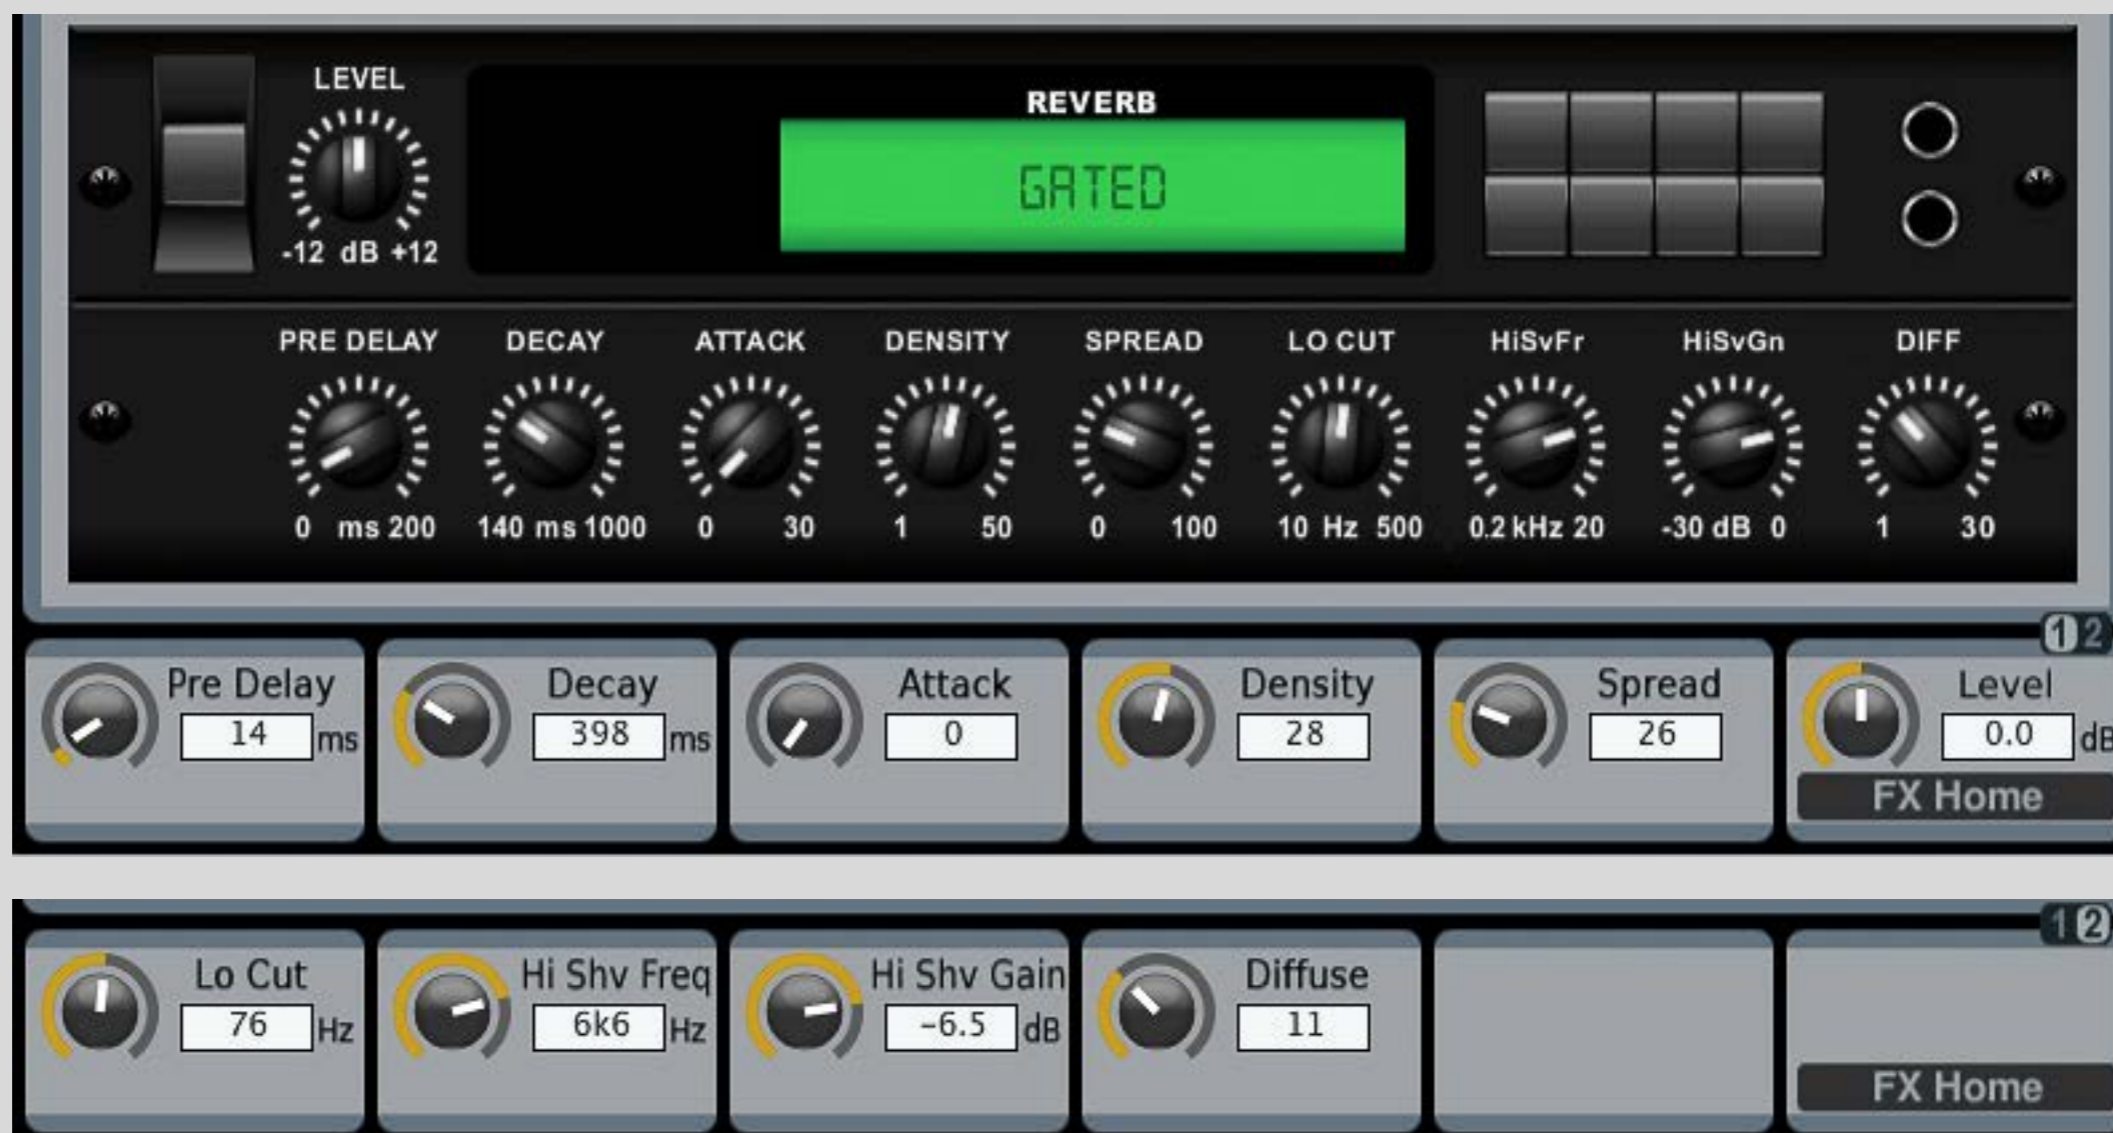 LEVEL
-12 dB +12
REVERB
GATED
PRE DELAY DECAY ATTACK DENSITY SPREAD LO CUT HiSvFr HiSvGn DIFF
0 ms 200 140 ms 1000 0 30 1 50 0 100 10 Hz 500 0.2 kHz 20 -30 dB 0 1 30
1 2
Pre Delay
14 ms
Decay
398 ms
Attack
0
Density
28
Spread
26
Level
0.0 dB
FX Home
1 2
Lo Cut
76 Hz
Hi Shv Freq
6k6 Hz
Hi Shv Gain
-6.5 dB
Diffuse
11
FX Home